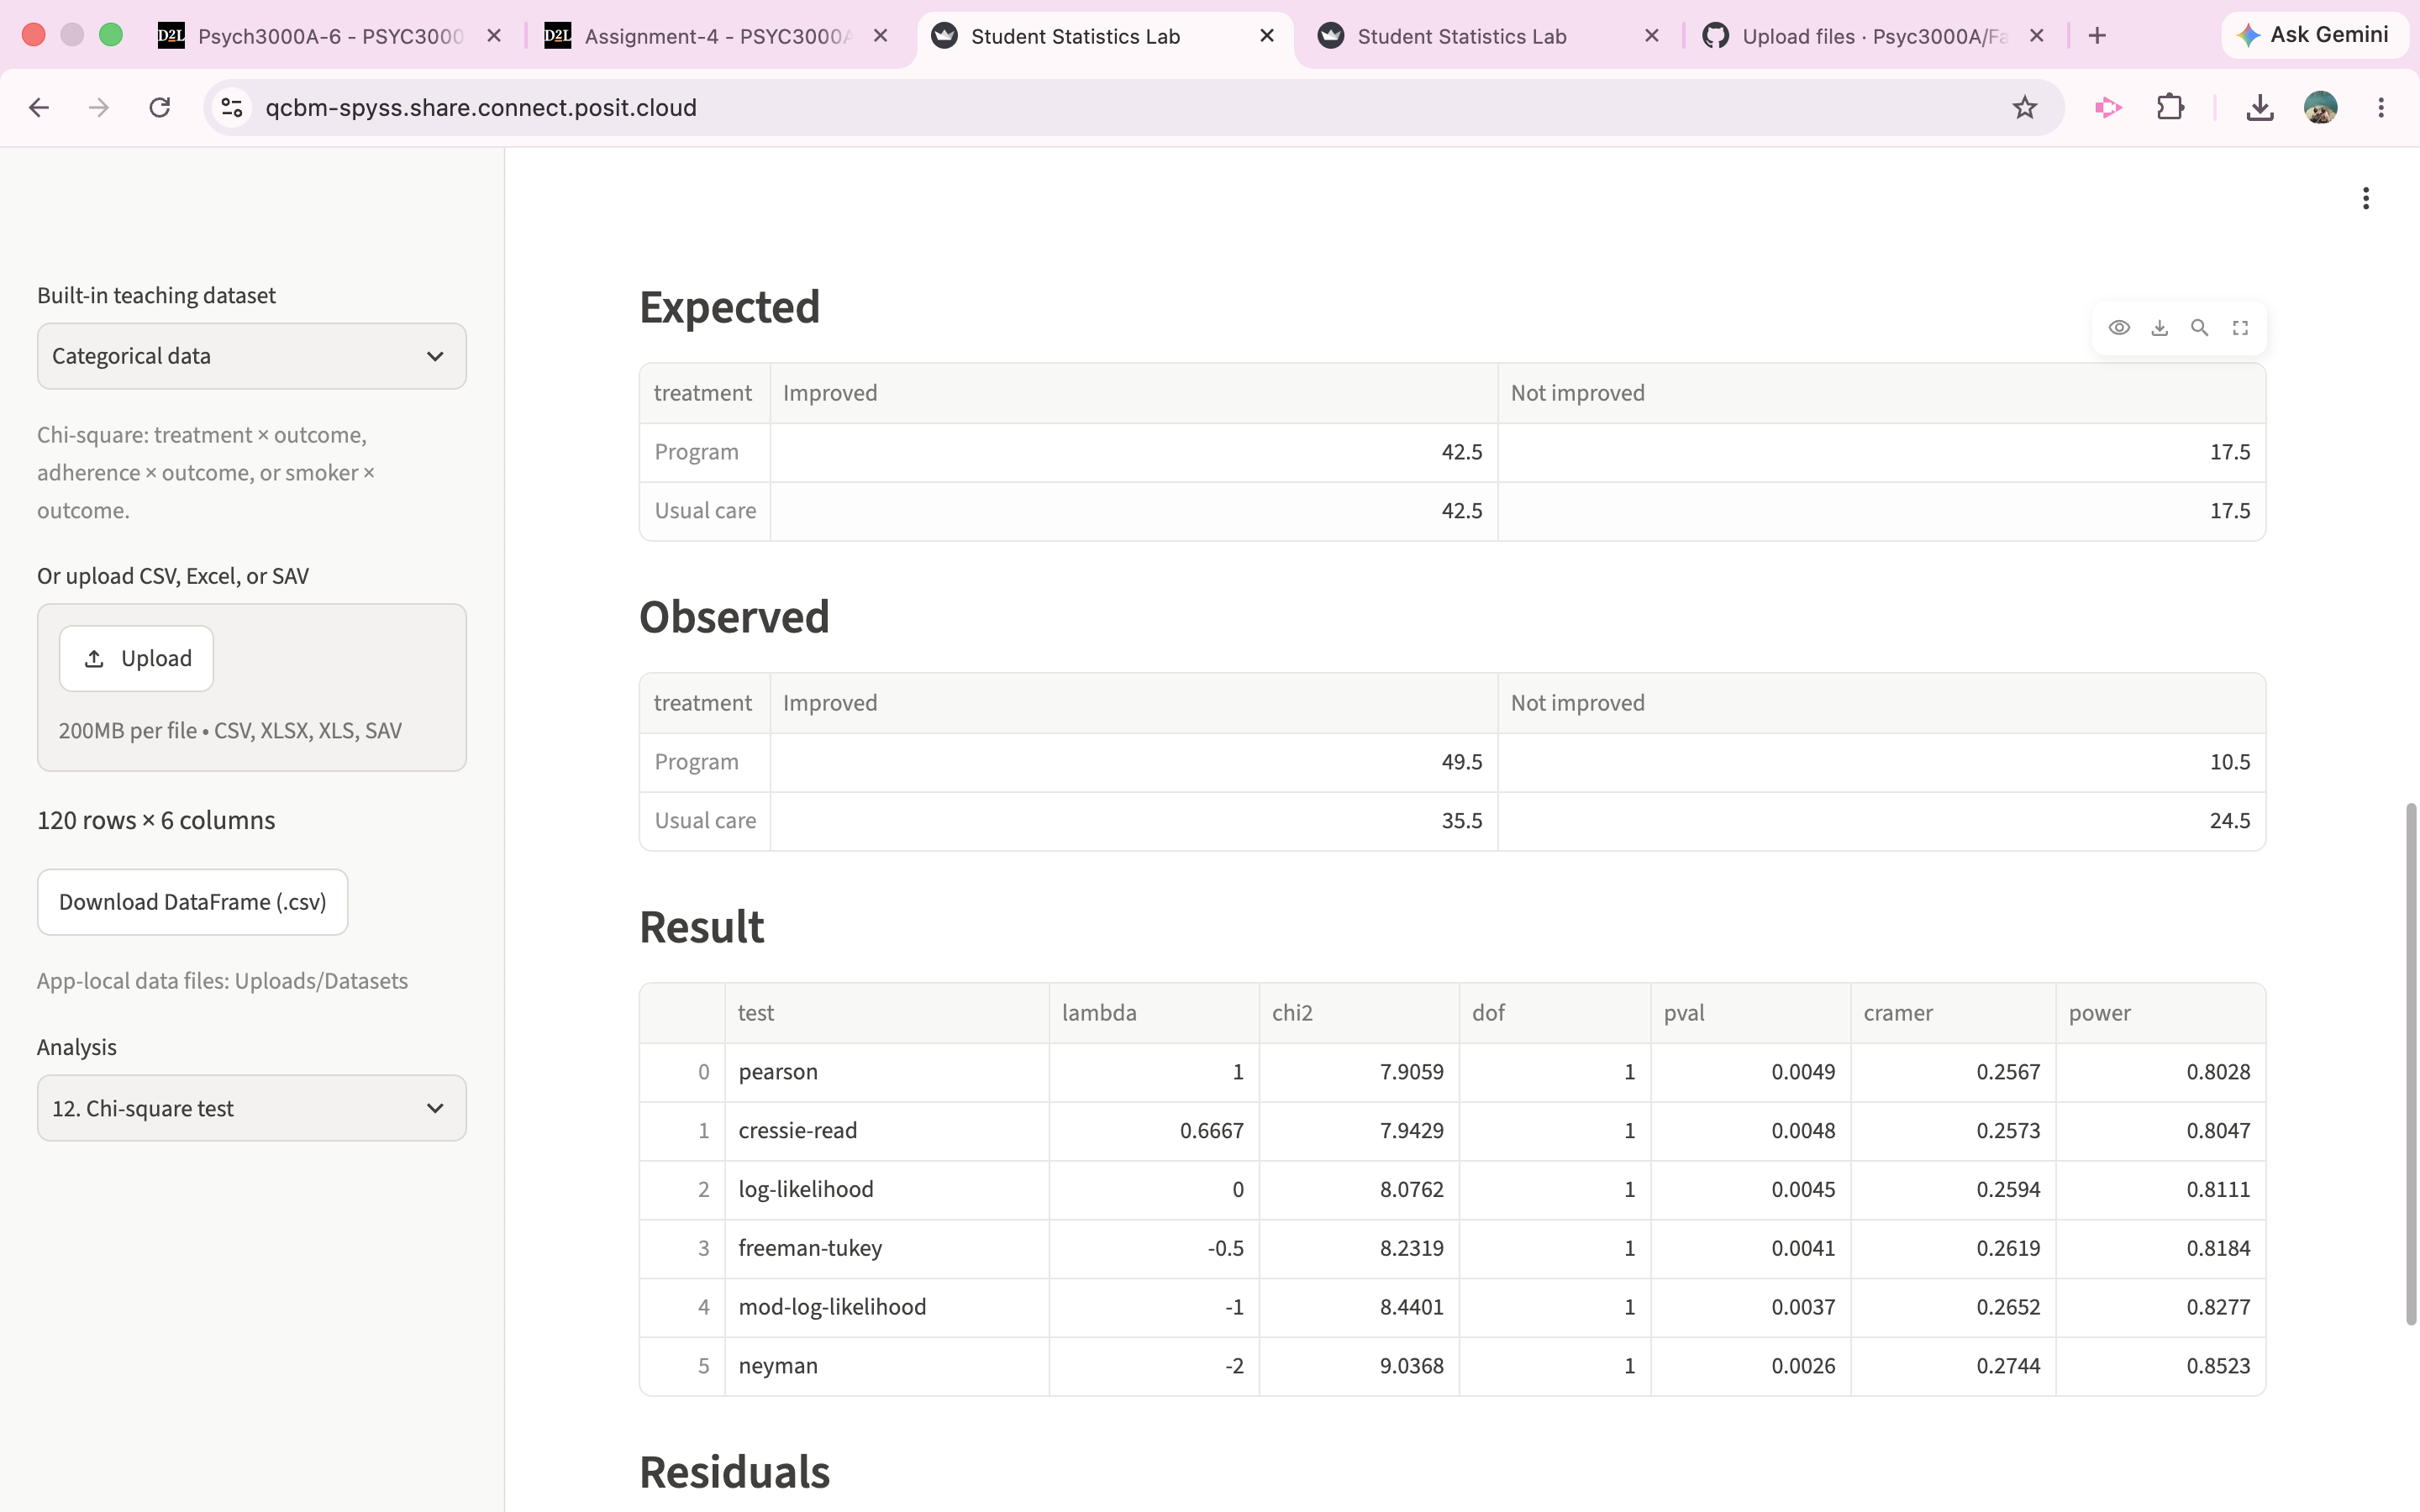 Psych3000A-6 - PSYC3000
Assignment-4 - PSYC3000A
Student Statistics Lab
Student Statistics Lab
Upload files · Psyc3000A/Fa
Ask Gemini
qcbm-spyss.share.connect.posit.cloud
Built-in teaching dataset
Categorical data
Chi-square: treatment × outcome,
adherence × outcome, or smoker ×
outcome.
Or upload CSV, Excel, or SAV
Upload
200MB per file • CSV, XLSX, XLS, SAV
120 rows × 6 columns
Download DataFrame (.csv)
App-local data files: Uploads/Datasets
Analysis
12. Chi-square test
Expected
treatment Improved Not improved
Program 42.5 17.5
Usual care 42.5 17.5
Observed
treatment Improved Not improved
Program 49.5 10.5
Usual care 35.5 24.5
Result
test lambda chi2 dof pval cramer power
0 pearson 1 7.9059 1 0.0049 0.2567 0.8028
1 cressie-read 0.6667 7.9429 1 0.0048 0.2573 0.8047
2 log-likelihood 0 8.0762 1 0.0045 0.2594 0.8111
3 freeman-tukey -0.5 8.2319 1 0.0041 0.2619 0.8184
4 mod-log-likelihood -1 8.4401 1 0.0037 0.2652 0.8277
5 neyman -2 9.0368 1 0.0026 0.2744 0.8523
Residuals